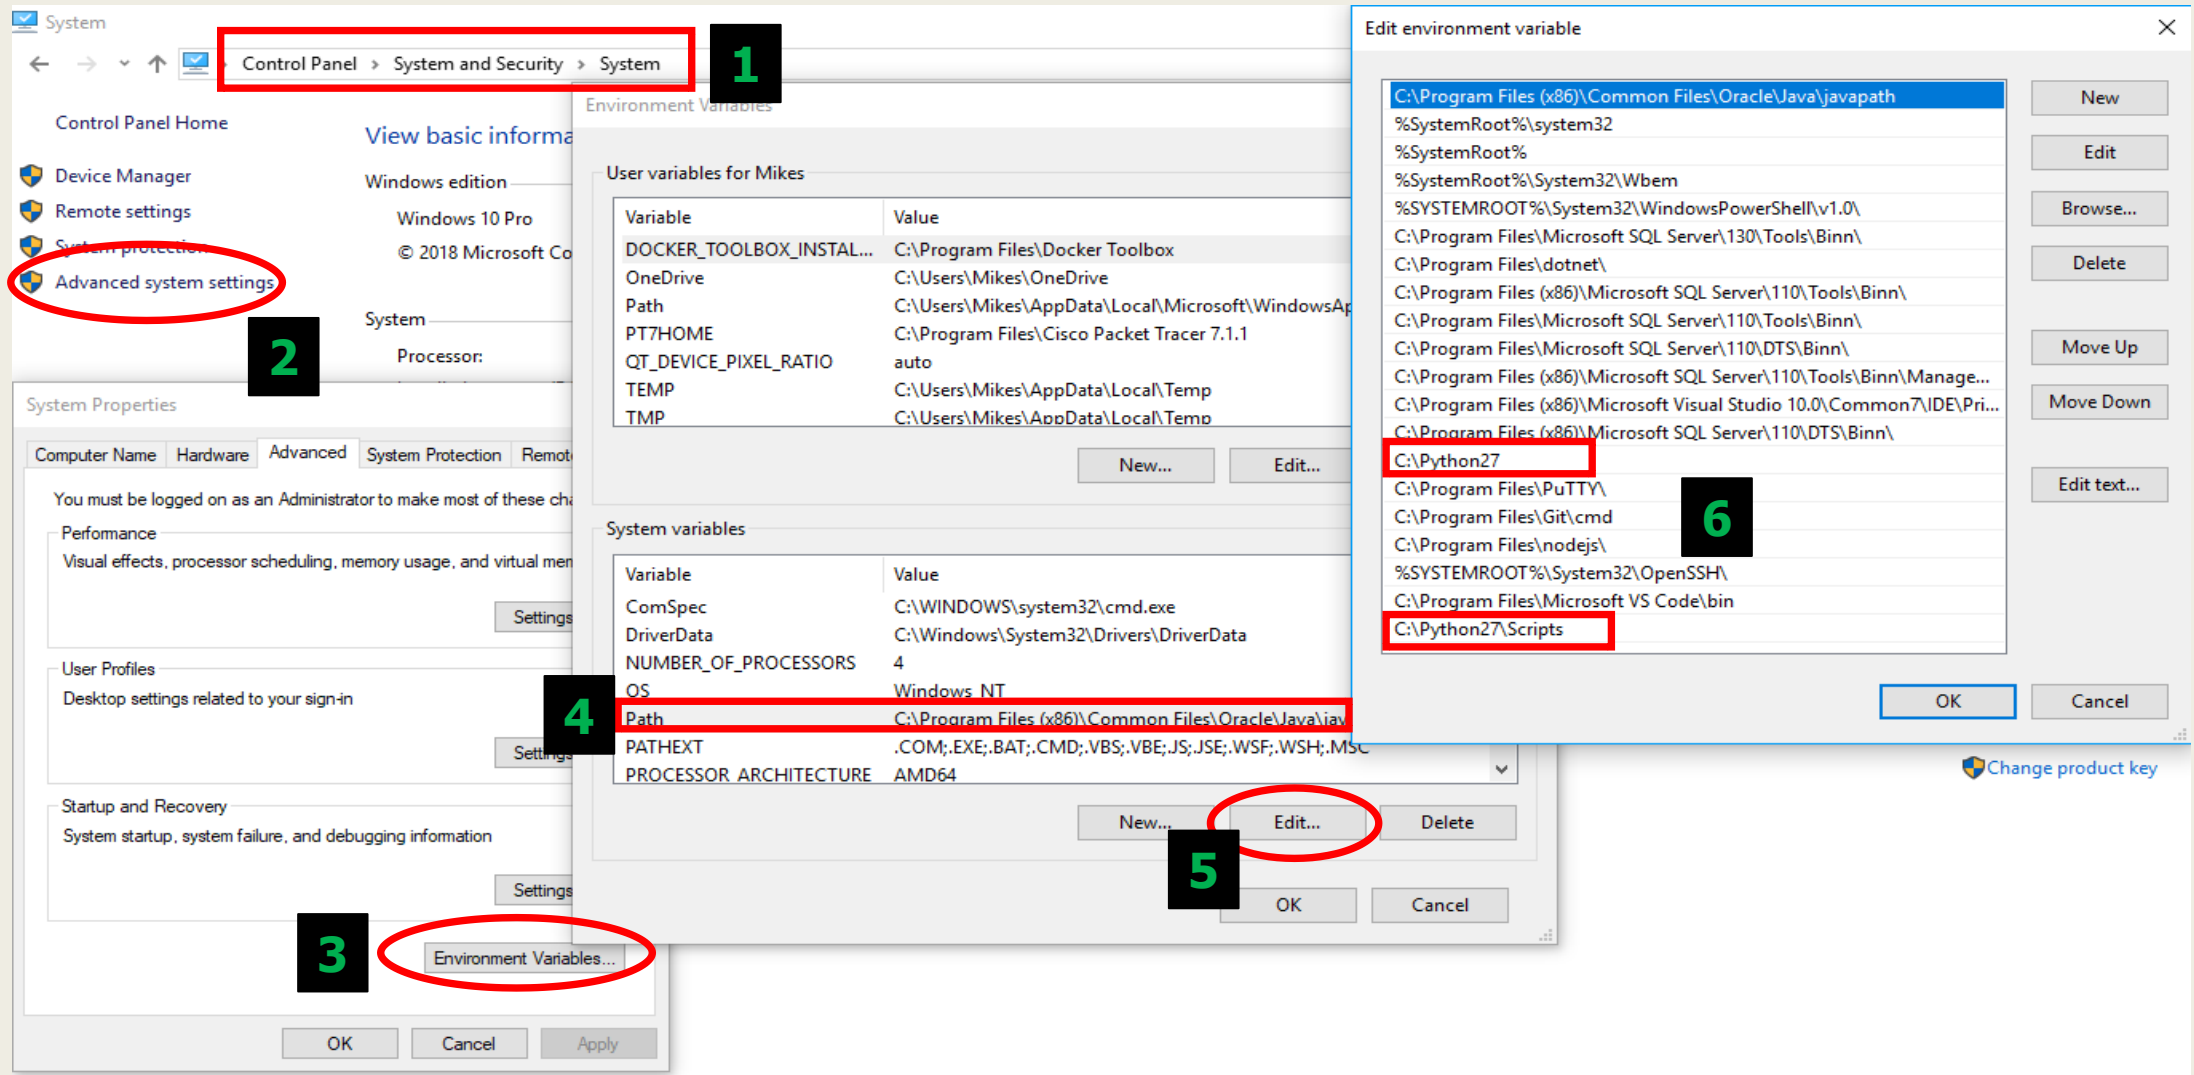 System
Control Panel > System and Security > System
1
Control Panel Home
Device Manager
Remote settings
System protection
Advanced system settings
2
View basic informa
Windows edition
Windows 10 Pro
© 2018 Microsoft Co
System
Processor:
System Properties
Computer Name Hardware Advanced System Protection Remot
You must be logged on as an Administrator to make most of these cha
Performance
Visual effects, processor scheduling, memory usage, and virtual mem
Settings
User Profiles
Desktop settings related to your sign-in
Settings
Startup and Recovery
System startup, system failure, and debugging information
Settings
3
Environment Variables...
OK Cancel Apply
Environment Variables
User variables for Mikes
Variable Value
DOCKER_TOOLBOX_INSTAL... C:\Program Files\Docker Toolbox
OneDrive C:\Users\Mikes\OneDrive
Path C:\Users\Mikes\AppData\Local\Microsoft\WindowsAp
PT7HOME C:\Program Files\Cisco Packet Tracer 7.1.1
QT_DEVICE_PIXEL_RATIO auto
TEMP C:\Users\Mikes\AppData\Local\Temp
TMP C:\Users\Mikes\AppData\Local\Temp
New... Edit...
System variables
Variable Value
ComSpec C:\WINDOWS\system32\cmd.exe
DriverData C:\Windows\System32\Drivers\DriverData
NUMBER_OF_PROCESSORS 4
OS Windows_NT
4
Path C:\Program Files (x86)\Common Files\Oracle\Java\jav
PATHEXT .COM;.EXE;.BAT;.CMD;.VBS;.VBE;.JS;.JSE;.WSF;.WSH;.MSC
PROCESSOR_ARCHITECTURE AMD64
New... Edit... Delete
5
OK Cancel
Edit environment variable
C:\Program Files (x86)\Common Files\Oracle\Java\javapath
%SystemRoot%\system32
%SystemRoot%
%SystemRoot%\System32\Wbem
%SYSTEMROOT%\System32\WindowsPowerShell\v1.0\
C:\Program Files\Microsoft SQL Server\130\Tools\Binn\
C:\Program Files\dotnet\
C:\Program Files (x86)\Microsoft SQL Server\110\Tools\Binn\
C:\Program Files\Microsoft SQL Server\110\Tools\Binn\
C:\Program Files\Microsoft SQL Server\110\DTS\Binn\
C:\Program Files (x86)\Microsoft SQL Server\110\Tools\Binn\Manage...
C:\Program Files (x86)\Microsoft Visual Studio 10.0\Common7\IDE\Pri...
C:\Program Files (x86)\Microsoft SQL Server\110\DTS\Binn\
C:\Python27
C:\Program Files\PuTTY\
C:\Program Files\Git\cmd
C:\Program Files\nodejs\
%SYSTEMROOT%\System32\OpenSSH\
C:\Program Files\Microsoft VS Code\bin
C:\Python27\Scripts
6
New
Edit
Browse...
Delete
Move Up
Move Down
Edit text...
OK Cancel
Change product key